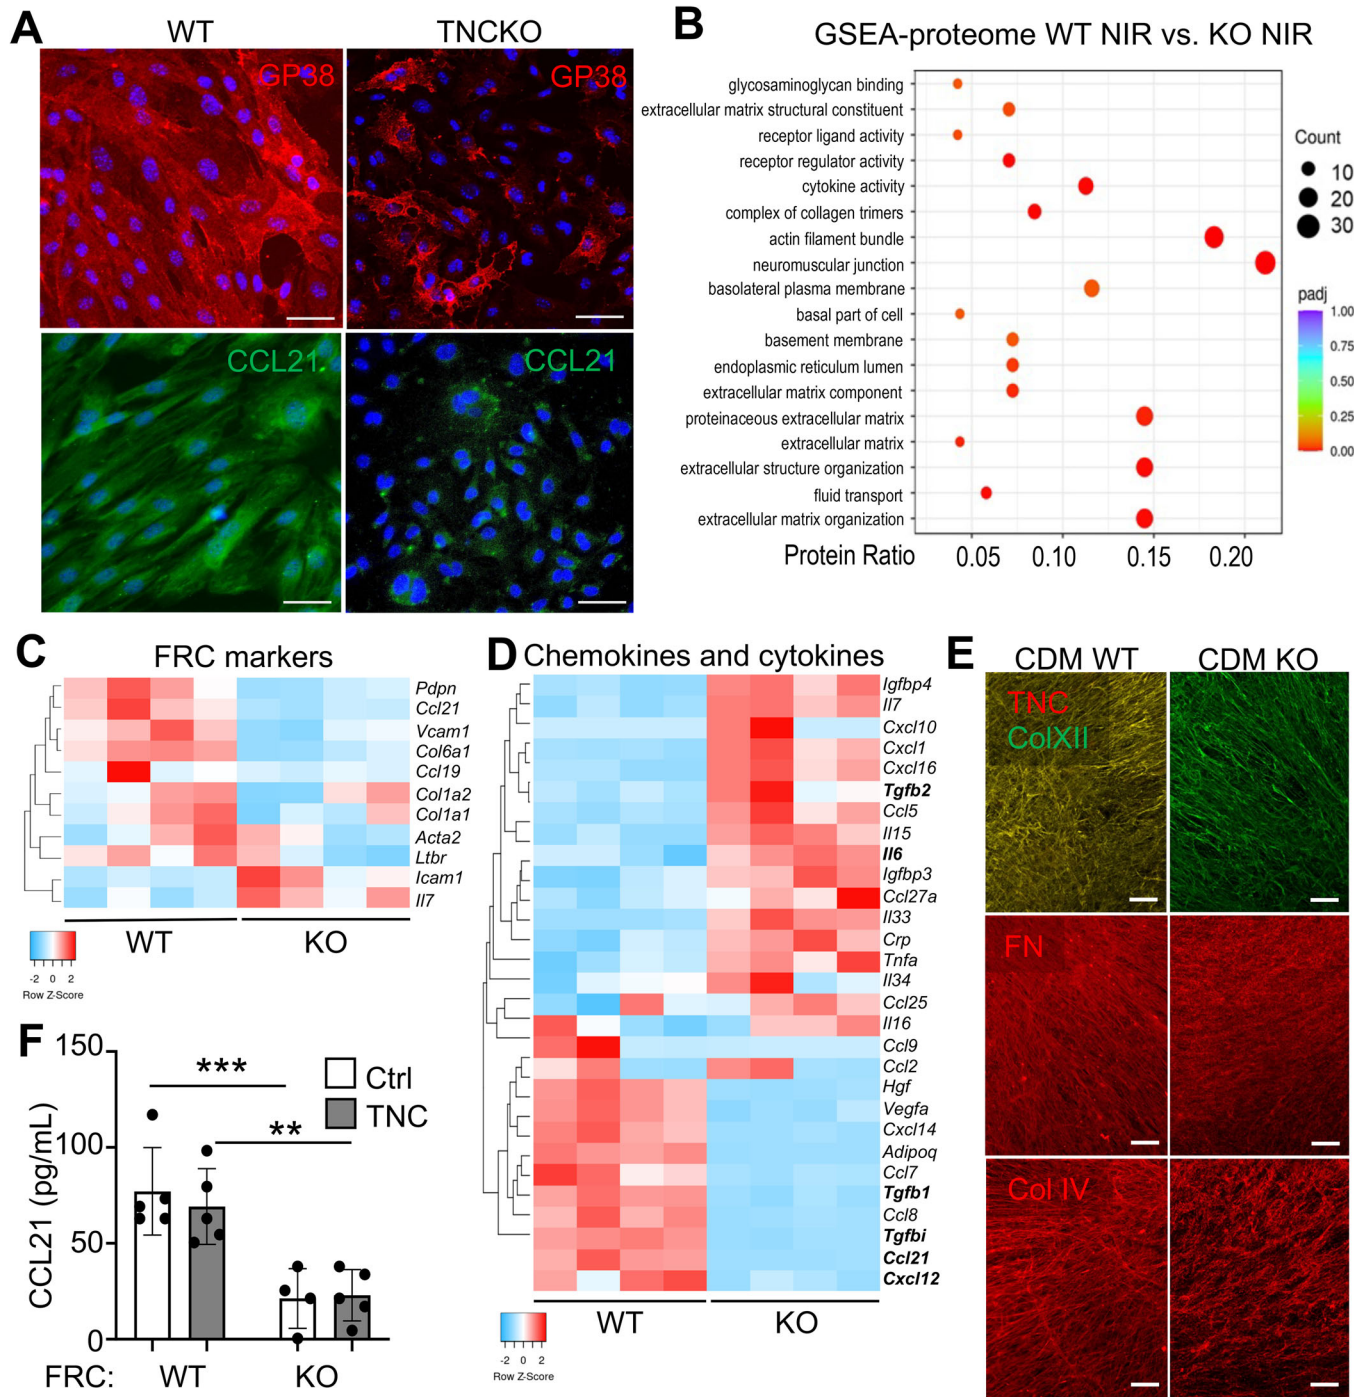 A
WT
TNCKO
GP38
GP38
CCL21
CCL21
B
GSEA-proteome WT NIR vs. KO NIR
glycosaminoglycan binding
extracellular matrix structural constituent
receptor ligand activity
receptor regulator activity
cytokine activity
complex of collagen trimers
actin filament bundle
neuromuscular junction
basolateral plasma membrane
basal part of cell
basement membrane
endoplasmic reticulum lumen
extracellular matrix component
proteinaceous extracellular matrix
extracellular matrix
extracellular structure organization
fluid transport
extracellular matrix organization
Protein Ratio
0.05
0.10
0.15
0.20
Count
10
20
30
padj
1.00
0.75
0.50
0.25
0.00
C
FRC markers
Pdpn
Ccl21
Vcam1
Col6a1
Ccl19
Col1a2
Col1a1
Acta2
Ltbr
Icam1
Il7
WT
KO
-2 0 2
Row Z-Score
D
Chemokines and cytokines
Igfbp4
Il7
Cxcl10
Cxcl1
Cxcl16
Tgfb2
Ccl5
Il15
Il6
Igfbp3
Ccl27a
Il33
Crp
Tnfa
Il34
Ccl25
Il16
Ccl9
Ccl2
Hgf
Vegfa
Cxcl14
Adipoq
Ccl7
Tgfb1
Ccl8
Tgfbi
Ccl21
Cxcl12
WT
KO
-2 0 2
Row Z-Score
E
CDM WT
CDM KO
TNC
ColXII
FN
Col IV
F
CCL21 (pg/mL)
150
100
50
0
***
**
Ctrl
TNC
FRC: WT KO